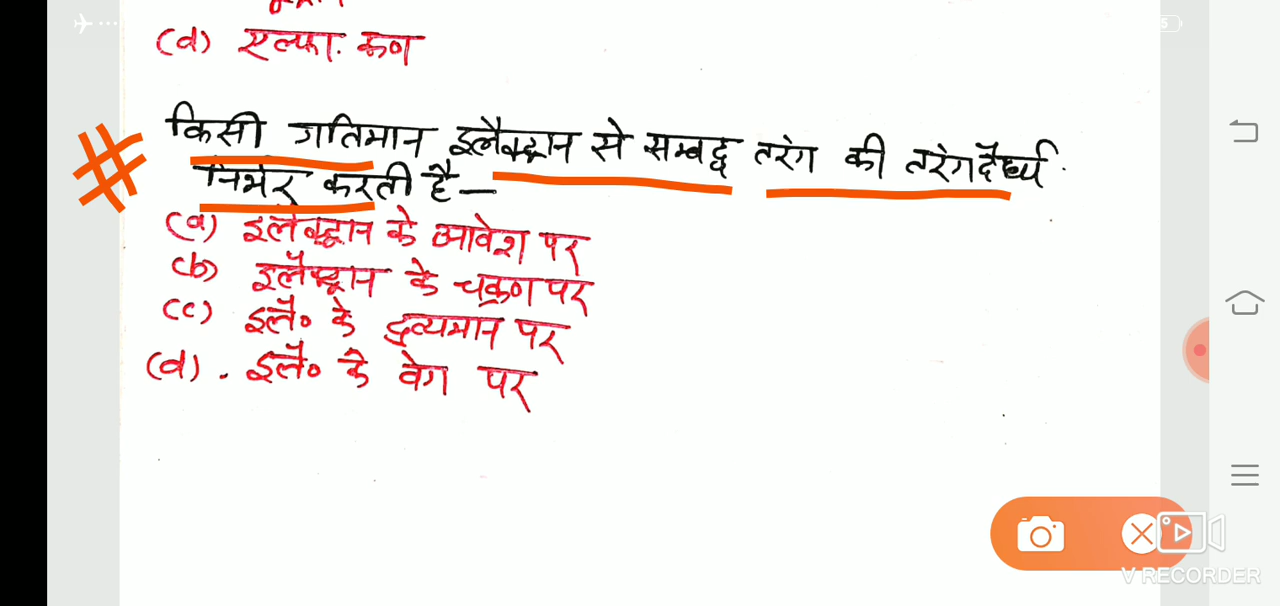 (d) एल्फा. कण
किसी गतिमान इलैक्ट्रान से सम्बद्ध तरंग की तरंगदैर्घ्य
निर्भर करती है—
(a) इलैक्ट्रान के आवेश पर
(b) इलैक्ट्रान के चक्रण पर
(c) इलै० के द्रव्यमान पर
(d). इलै० के वेग पर
V RECORDER